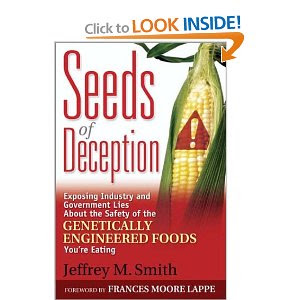 Click to
LOOK INSIDE!
Seeds
of
Deception
Exposing Industry and
Government Lies
About the Safety of the
GENETICALLY
ENGINEERED FOODS
You're Eating
Jeffrey M. Smith
FOREWORD BY FRANCES MOORE LAPPE